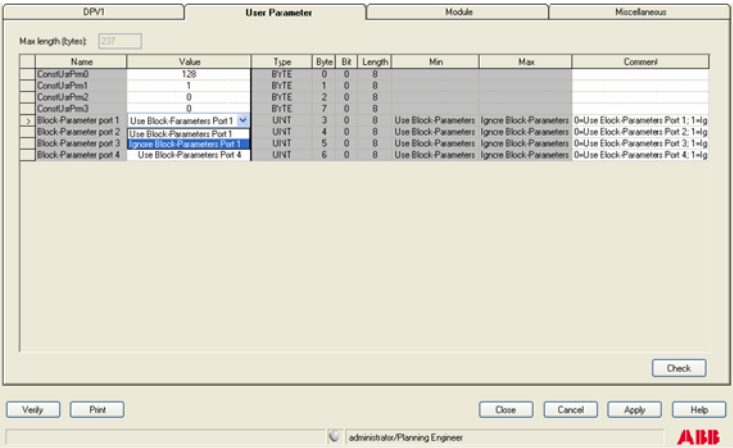 DPV1 User Parameter Module Miscellaneous
Max length (bytes): 237
Name Value Type Byte Bit Length Min Max Comment
ConstUsrPrm0 128 BYTE 0 0 8
ConstUsrPrm1 1 BYTE 1 0 8
ConstUsrPrm2 0 BYTE 2 0 8
ConstUsrPrm3 0 BYTE 7 0 8
> Block-Parameter port 1 Use Block-Parameters Port 1 UINT 3 0 8 Use Block-Parameters Ignore Block-Parameters 0=Use Block-Parameters Port 1; 1=Ig
Block-Parameter port 2 Use Block-Parameters Port 1 UINT 4 0 8 Use Block-Parameters Ignore Block-Parameters 0=Use Block-Parameters Port 2; 1=Ig
Block-Parameter port 3 Ignore Block-Parameters Port 1 UINT 5 0 8 Use Block-Parameters Ignore Block-Parameters 0=Use Block-Parameters Port 3; 1=Ig
Block-Parameter port 4 Use Block-Parameters Port 4 UINT 6 0 8 Use Block-Parameters Ignore Block-Parameters 0=Use Block-Parameters Port 4; 1=Ig
Check
Verify Print Close Cancel Apply Help
administrator/Planning Engineer ABB